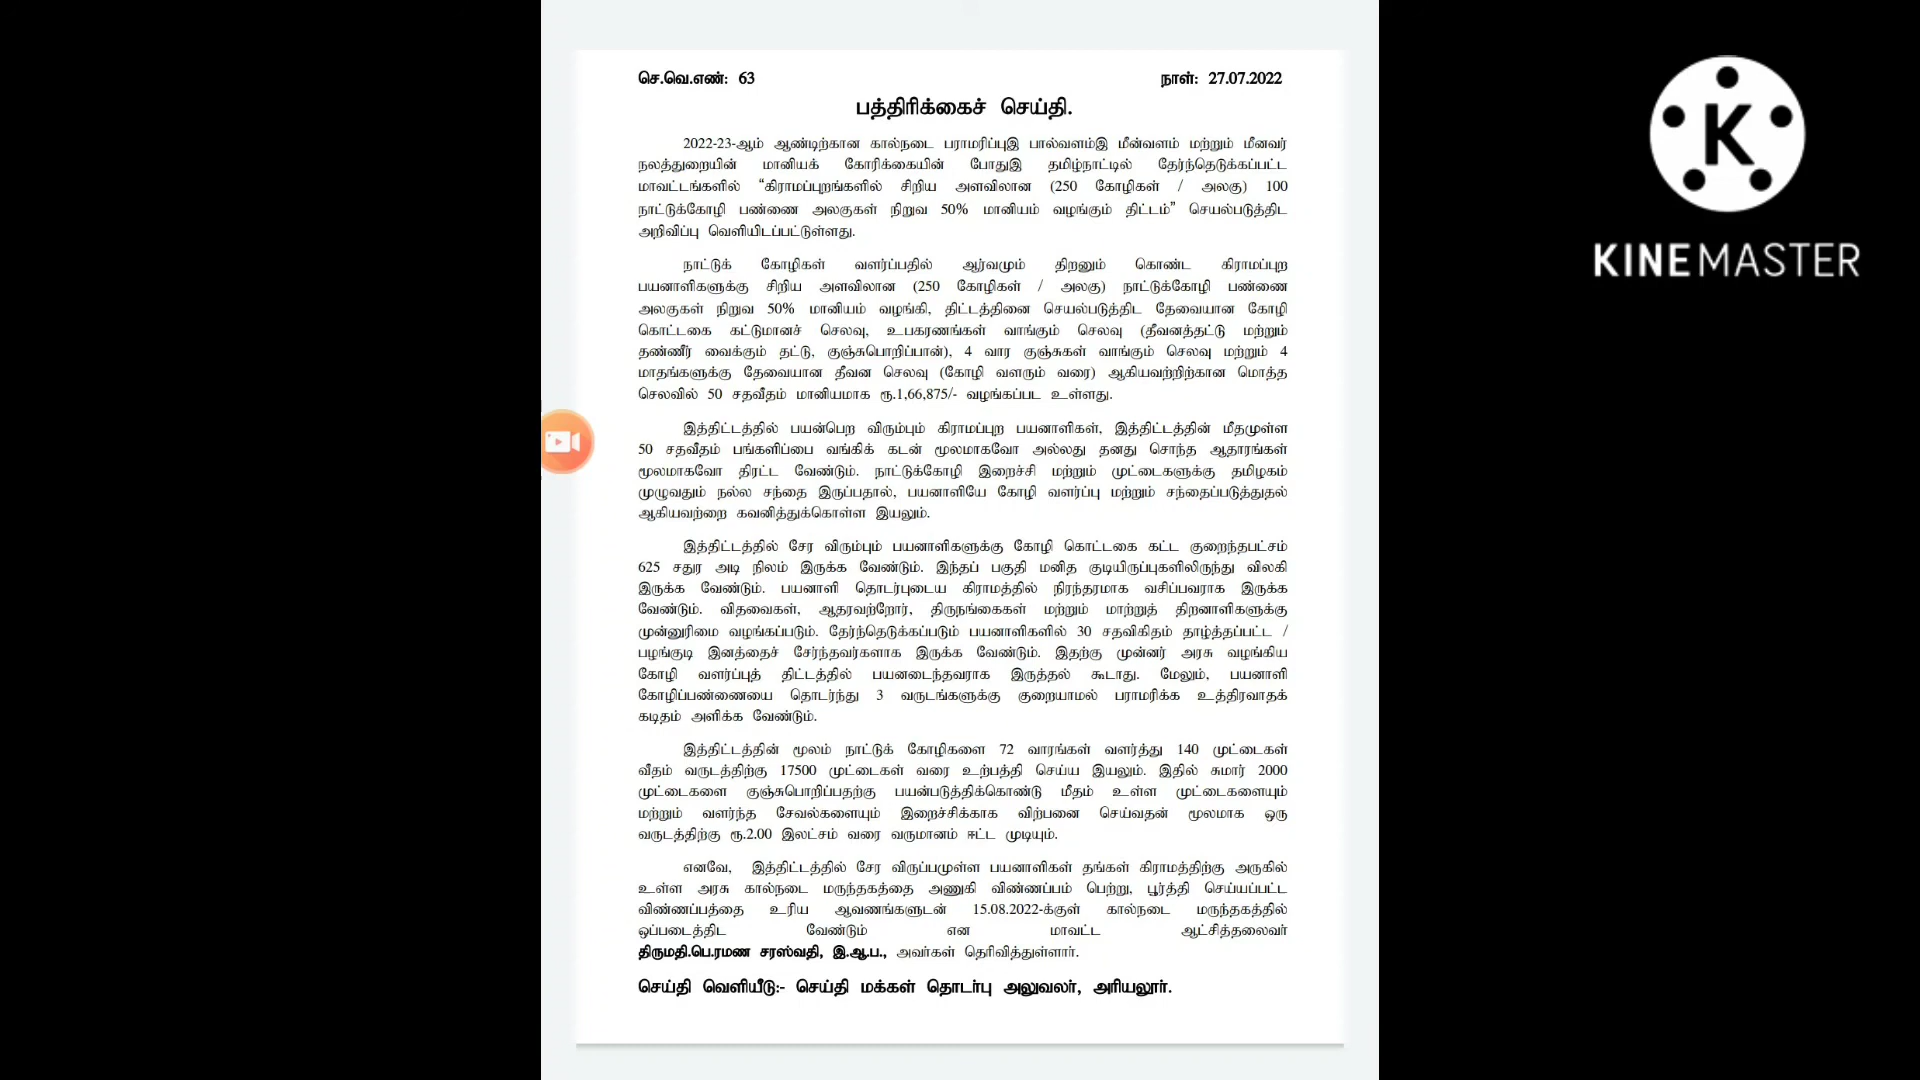 செ.வெ.எண்: 63 நாள்: 27.07.2022
பத்திரிக்கைச் செய்தி.
2022-23-ஆம் ஆண்டிற்கான கால்நடை பராமரிப்புஇ பால்வளம்இ மீன்வளம் மற்றும் மீனவர்
நலத்துறையின் மானியக் கோரிக்கையின் போதுஇ தமிழ்நாட்டில் தேர்ந்தெடுக்கப்பட்ட
மாவட்டங்களில் “கிராமப்புறங்களில் சிறிய அளவிலான (250 கோழிகள் / அலகு) 100
நாட்டுக்கோழி பண்ணை அலகுகள் நிறுவ 50% மானியம் வழங்கும் திட்டம்” செயல்படுத்திட
அறிவிப்பு வெளியிடப்பட்டுள்ளது.
நாட்டுக் கோழிகள் வளர்ப்பதில் ஆர்வமும் திறனும் கொண்ட கிராமப்புற
பயனாளிகளுக்கு சிறிய அளவிலான (250 கோழிகள் / அலகு) நாட்டுக்கோழி பண்ணை
அலகுகள் நிறுவ 50% மானியம் வழங்கி, திட்டத்தினை செயல்படுத்திட தேவையான கோழி
கொட்டகை கட்டுமானச் செலவு, உபகரணங்கள் வாங்கும் செலவு (தீவனத்தட்டு மற்றும்
தண்ணீர் வைக்கும் தட்டு, குஞ்சுபொறிப்பான்), 4 வார குஞ்சுகள் வாங்கும் செலவு மற்றும் 4
மாதங்களுக்கு தேவையான தீவன செலவு (கோழி வளரும் வரை) ஆகியவற்றிற்கான மொத்த
செலவில் 50 சதவீதம் மானியமாக ரூ.1,66,875/- வழங்கப்பட உள்ளது.
இத்திட்டத்தில் பயன்பெற விரும்பும் கிராமப்புற பயனாளிகள், இத்திட்டத்தின் மீதமுள்ள
50 சதவீதம் பங்களிப்பை வங்கிக் கடன் மூலமாகவோ அல்லது தனது சொந்த ஆதாரங்கள்
மூலமாகவோ திரட்ட வேண்டும். நாட்டுக்கோழி இறைச்சி மற்றும் முட்டைகளுக்கு தமிழகம்
முழுவதும் நல்ல சந்தை இருப்பதால், பயனாளியே கோழி வளர்ப்பு மற்றும் சந்தைப்படுத்துதல்
ஆகியவற்றை கவனித்துக்கொள்ள இயலும்.
இத்திட்டத்தில் சேர விரும்பும் பயனாளிகளுக்கு கோழி கொட்டகை கட்ட குறைந்தபட்சம்
625 சதுர அடி நிலம் இருக்க வேண்டும். இந்தப் பகுதி மனித குடியிருப்புகளிலிருந்து விலகி
இருக்க வேண்டும். பயனாளி தொடர்புடைய கிராமத்தில் நிரந்தரமாக வசிப்பவராக இருக்க
வேண்டும். விதவைகள், ஆதரவற்றோர், திருநங்கைகள் மற்றும் மாற்றுத் திறனாளிகளுக்கு
முன்னுரிமை வழங்கப்படும். தேர்ந்தெடுக்கப்படும் பயனாளிகளில் 30 சதவிகிதம் தாழ்த்தப்பட்ட /
பழங்குடி இனத்தைச் சேர்ந்தவர்களாக இருக்க வேண்டும். இதற்கு முன்னர் அரசு வழங்கிய
கோழி வளர்ப்புத் திட்டத்தில் பயனடைந்தவராக இருத்தல் கூடாது. மேலும், பயனாளி
கோழிப்பண்ணையை தொடர்ந்து 3 வருடங்களுக்கு குறையாமல் பராமரிக்க உத்திரவாதக்
கடிதம் அளிக்க வேண்டும்.
இத்திட்டத்தின் மூலம் நாட்டுக் கோழிகளை 72 வாரங்கள் வளர்த்து 140 முட்டைகள்
வீதம் வருடத்திற்கு 17500 முட்டைகள் வரை உற்பத்தி செய்ய இயலும். இதில் சுமார் 2000
முட்டைகளை குஞ்சுபொறிப்பதற்கு பயன்படுத்திக்கொண்டு மீதம் உள்ள முட்டைகளையும்
மற்றும் வளர்ந்த சேவல்களையும் இறைச்சிக்காக விற்பனை செய்வதன் மூலமாக ஒரு
வருடத்திற்கு ரூ.2.00 இலட்சம் வரை வருமானம் ஈட்ட முடியும்.
எனவே, இத்திட்டத்தில் சேர விருப்பமுள்ள பயனாளிகள் தங்கள் கிராமத்திற்கு அருகில்
உள்ள அரசு கால்நடை மருந்தகத்தை அணுகி விண்ணப்பம் பெற்று, பூர்த்தி செய்யப்பட்ட
விண்ணப்பத்தை உரிய ஆவணங்களுடன் 15.08.2022-க்குள் கால்நடை மருந்தகத்தில்
ஒப்படைத்திட வேண்டும் என மாவட்ட ஆட்சித்தலைவர்
திருமதி.பெ.ரமண சரஸ்வதி, இ.ஆ.ப., அவர்கள் தெரிவித்துள்ளார்.
செய்தி வெளியீடு:- செய்தி மக்கள் தொடர்பு அலுவலர், அரியலூர்.
K
KINEMASTER